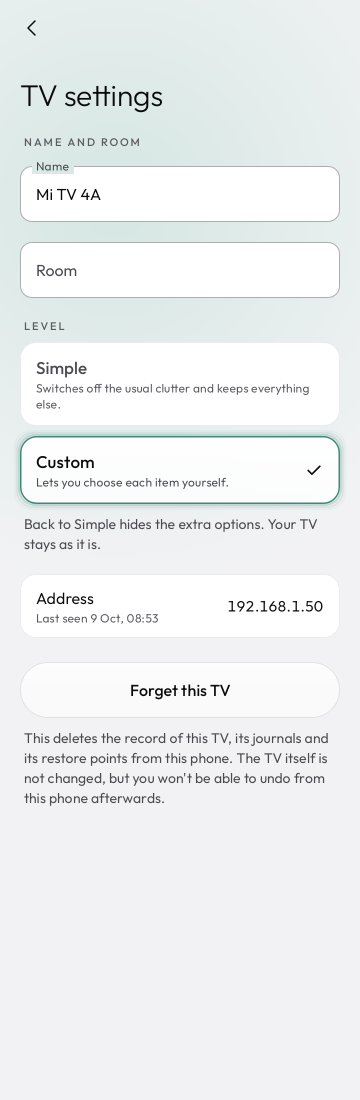 TV settings
NAME AND ROOM
Name
Mi TV 4A
Room
LEVEL
Simple
Switches off the usual clutter and keeps everything
else.
Custom
Lets you choose each item yourself.
Back to Simple hides the extra options. Your TV
stays as it is.
Address
Last seen 9 Oct, 08:53
192.168.1.50
Forget this TV
This deletes the record of this TV, its journals and
its restore points from this phone. The TV itself is
not changed, but you won't be able to undo from
this phone afterwards.